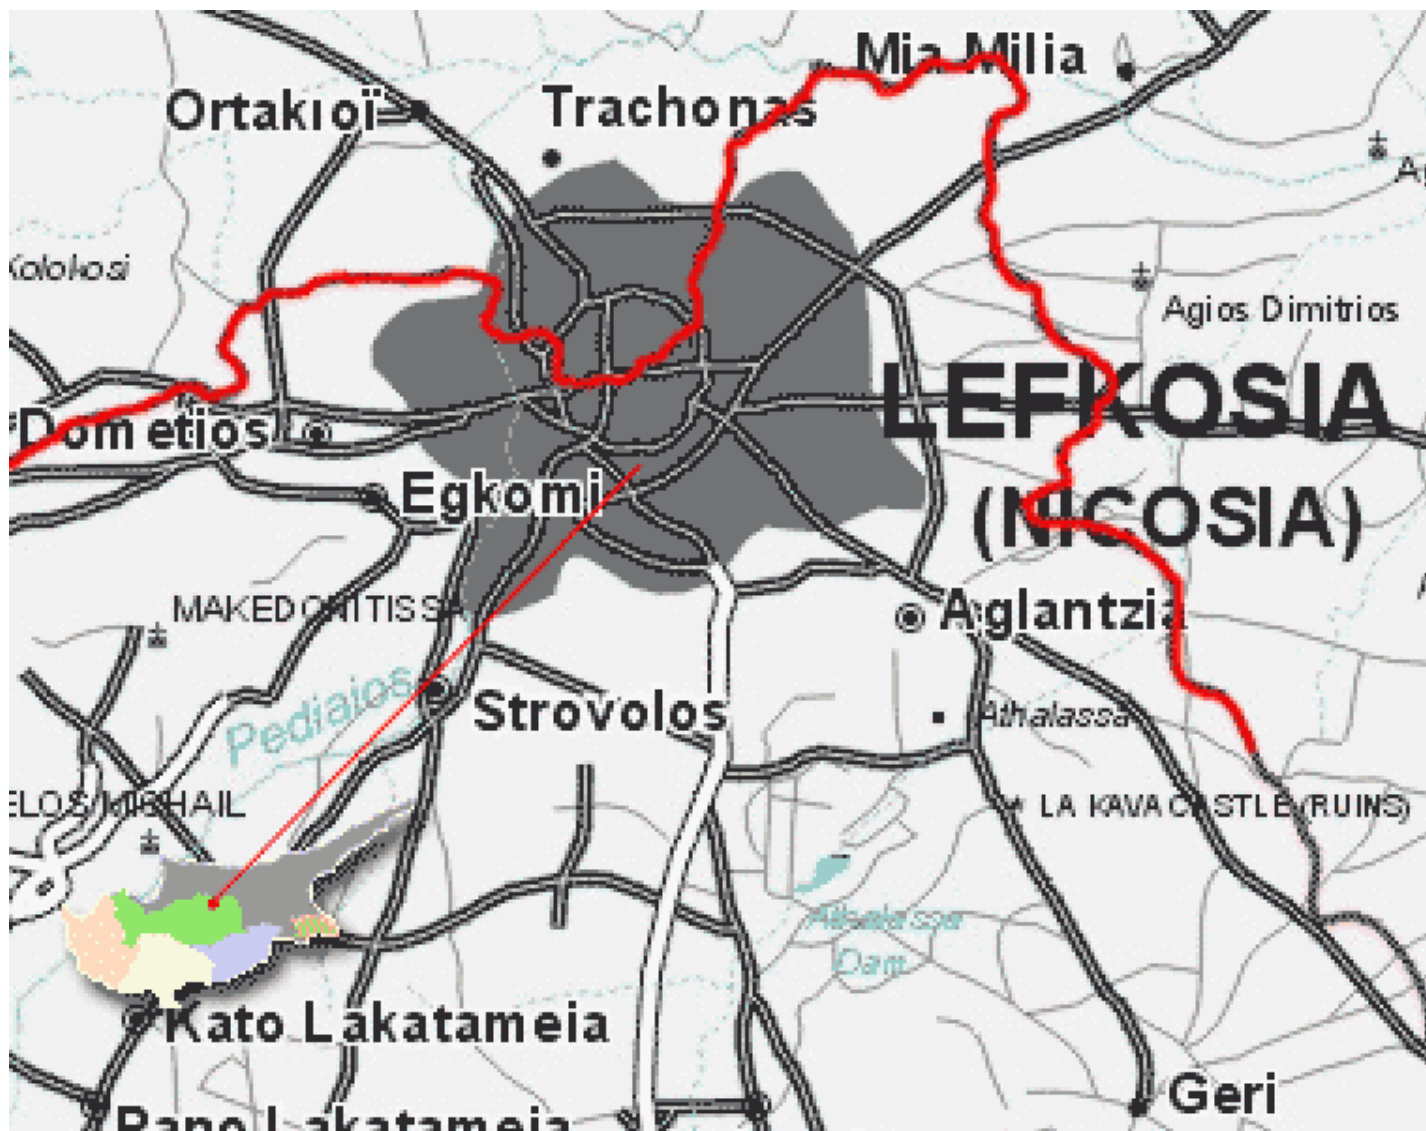 Mia Milia
Ortakıoï
Trachonas
Kolokosi
Agios Dimitrios
LEFKOSIA
(NICOSIA)
Dometios
Egkomi
MAKEDONITISSA
Aglantzia
Pediaios
Strovolos
Athalassa
ELOS MICHAIL
LA KAVA CASTLE (RUINS)
Athalassa
Dam
Kato Lakatameia
Geri
Pano Lakatameia